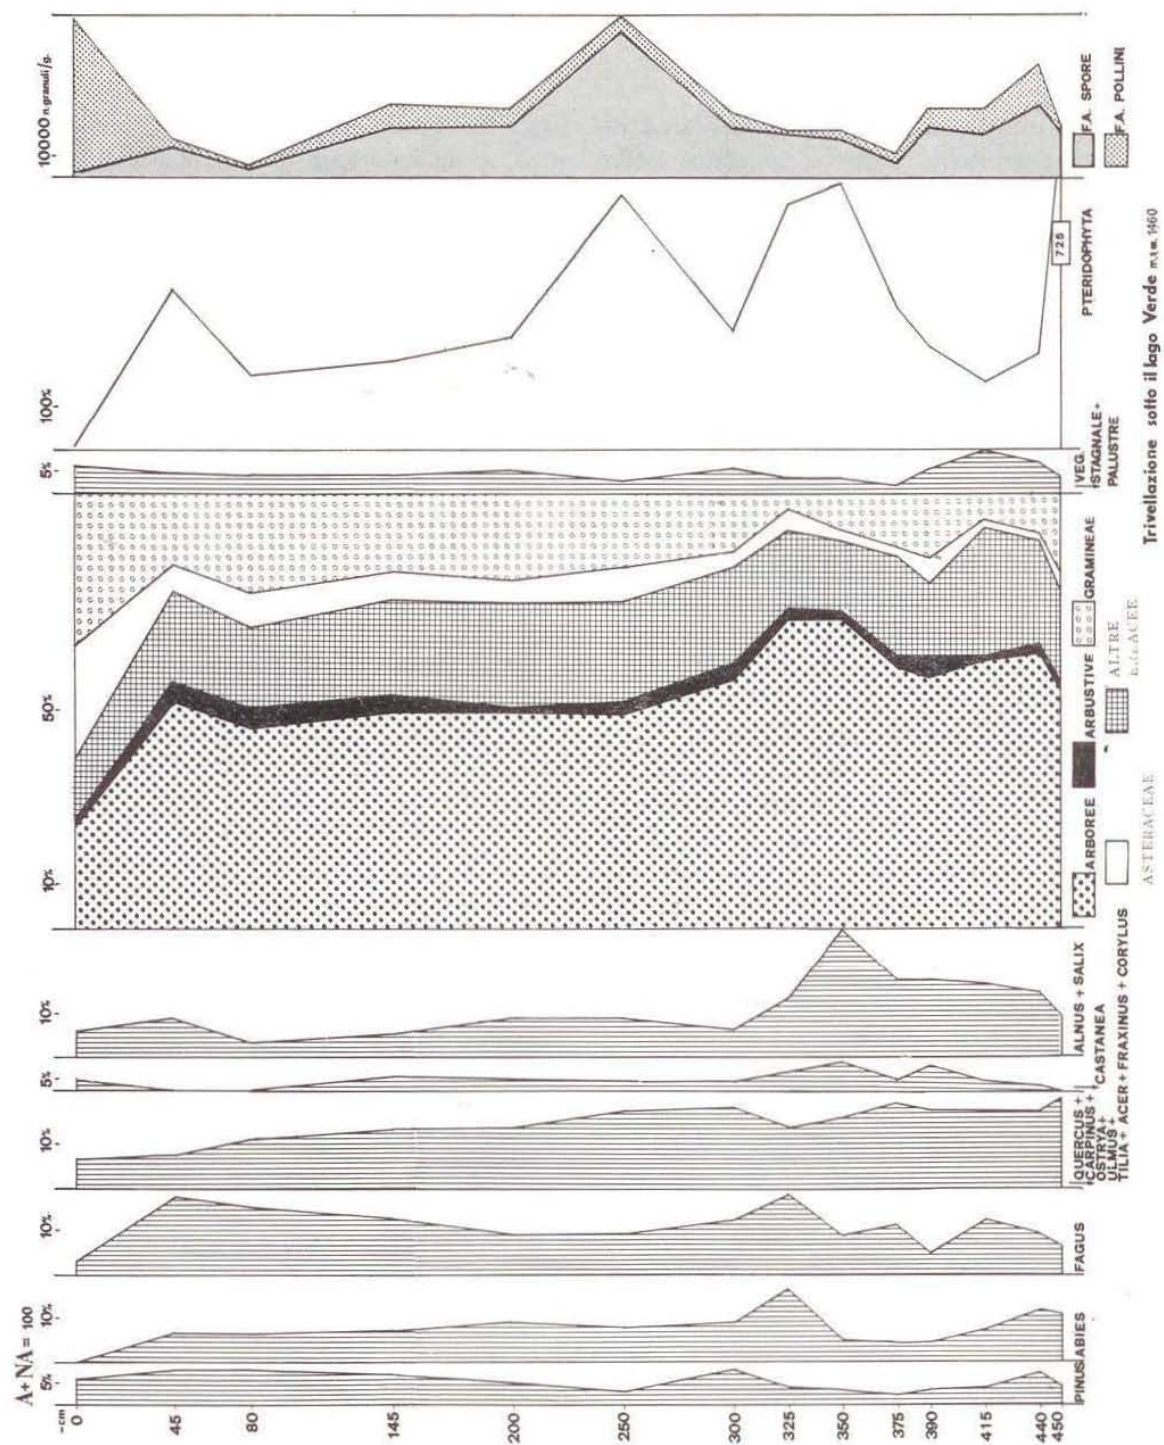 A+NA = 100
-cm
0
45
80
145
200
250
300
325
350
375
390
415
440
450
5%
10%
10%
10%
5%
10%
10%
50%
5%
100%
10000 n. granuli/g.
PINUS
ABIES
FAGUS
QUERCUS +
+CARPINUS +
OSTRYA +
ULMUS +
TILIA + ACER + FRAXINUS + CORYLUS
CASTANEA
ALNUS + SALIX
ARBOREE
ARBUSTIVE
GRAMINEAE
ASTERACEAE
ALTRE
VEG.
+STAGNALE +
PALUSTRE
PTERIDOPHYTA
725
F.A. SPORE
F.A. POLLINI
Trivellazione sotto il lago Verde m.s.m. 1460